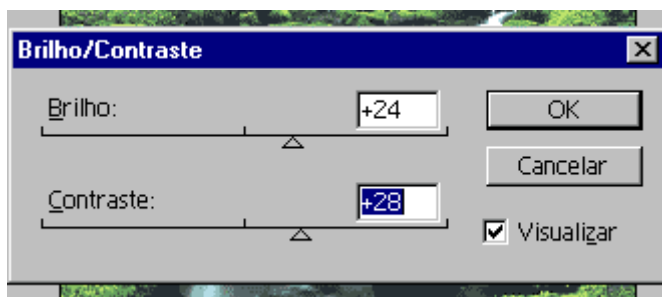 Brilho/Contraste
Brilho: +24
OK
Cancelar
Contraste: +28
Visualizar